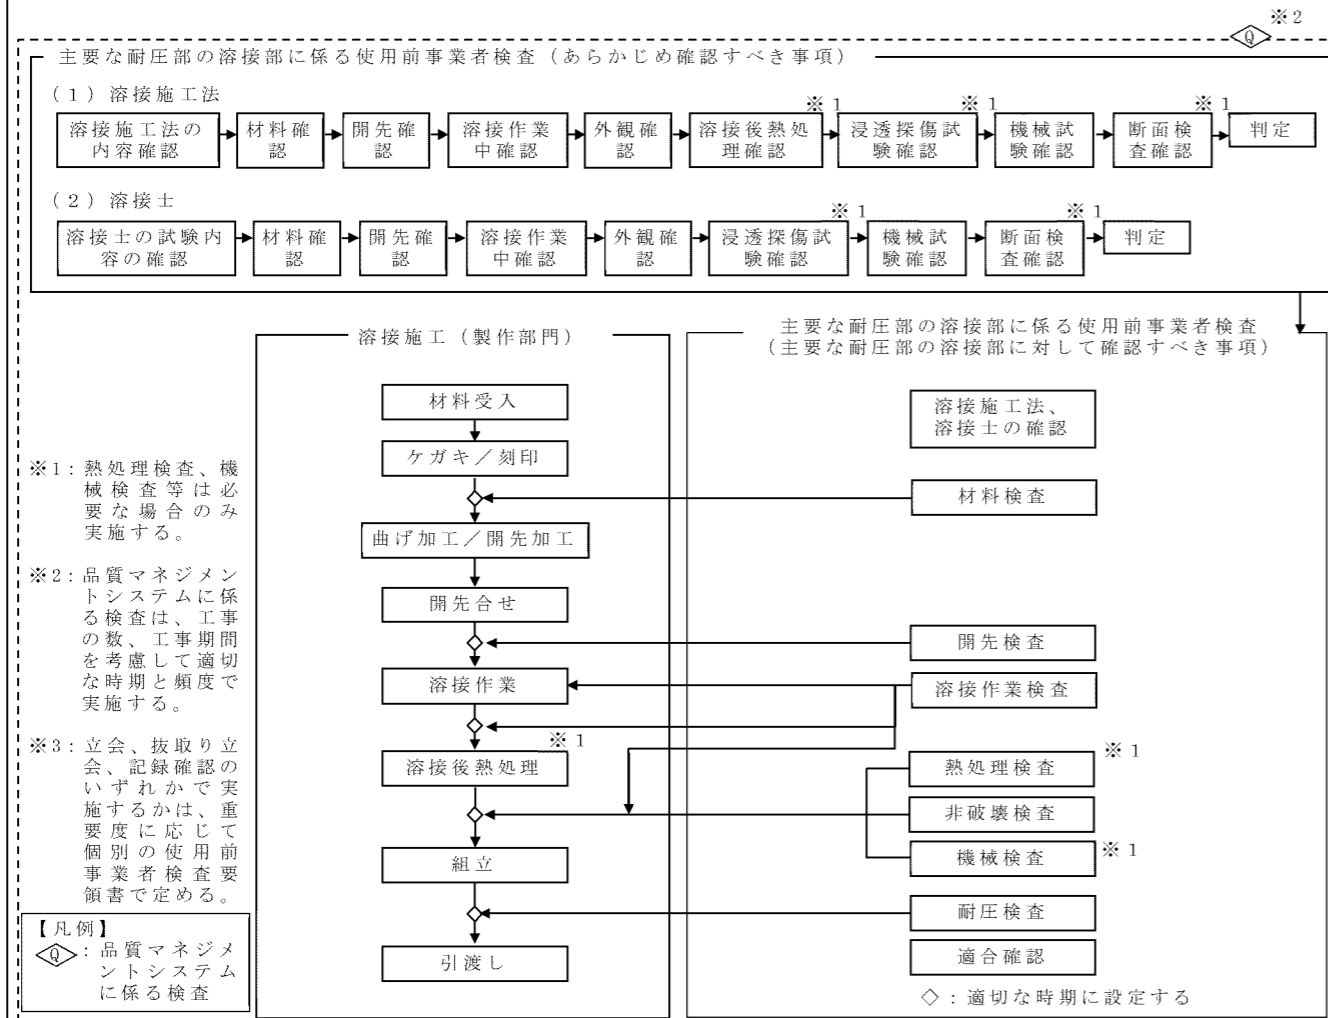 ※2
Q
主要な耐圧部の溶接部に係る使用前事業者検査（あらかじめ確認すべき事項）
（1）溶接施工法
※1
※1
※1
溶接施工法の
内容確認
材料確
認
開先確
認
溶接作業
中確認
外観確
認
溶接後熱処
理確認
浸透探傷試
験確認
機械試
験確認
断面検
査確認
判定
（2）溶接士
※1
※1
溶接士の試験内
容の確認
材料確
認
開先確
認
溶接作業
中確認
外観確
認
浸透探傷試
験確認
機械試
験確認
断面検
査確認
判定
溶接施工（製作部門）
材料受入
ケガキ／刻印
曲げ加工／開先加工
開先合せ
溶接作業
※1
溶接後熱処理
組立
引渡し
主要な耐圧部の溶接部に係る使用前事業者検査
（主要な耐圧部の溶接部に対して確認すべき事項）
溶接施工法、
溶接士の確認
材料検査
開先検査
溶接作業検査
熱処理検査
※1
非破壊検査
機械検査
※1
耐圧検査
適合確認
◇：適切な時期に設定する
※1：熱処理検査、機
械検査等は必
要な場合のみ
実施する。
※2：品質マネジメン
トシステムに係
る検査は、工事
の数、工事期間
を考慮して適切
な時期と頻度で
実施する。
※3：立会、抜取り立
会、記録確認の
いずれかで実
施するかは、重
要度に応じて
個別の使用前
事業者検査要
領書で定める。
【凡例】
Q：品質マネジメ
ントシステム
に係る検査